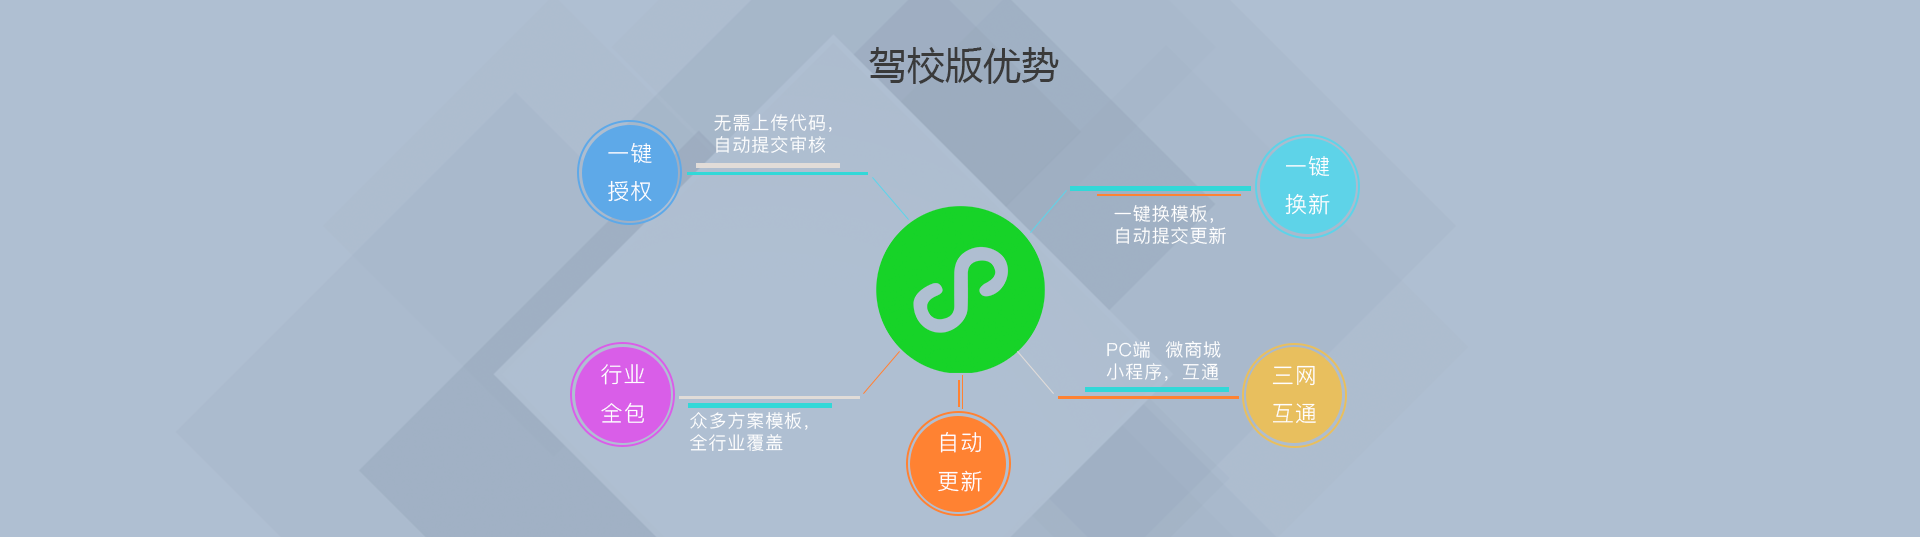 驾校版优势
一键
授权
无需上传代码，
自动提交审核
一键
换新
一键换模板，
自动提交更新
行业
全包
众多方案模板，
全行业覆盖
PC端 微商城
小程序，互通
三网
互通
自动
更新